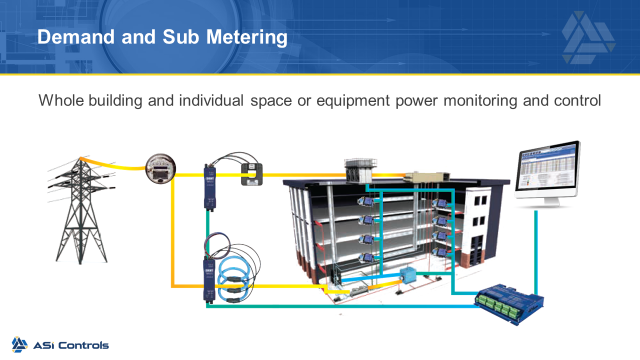 Demand and Sub Metering
Whole building and individual space or equipment power monitoring and control
ASi Controls